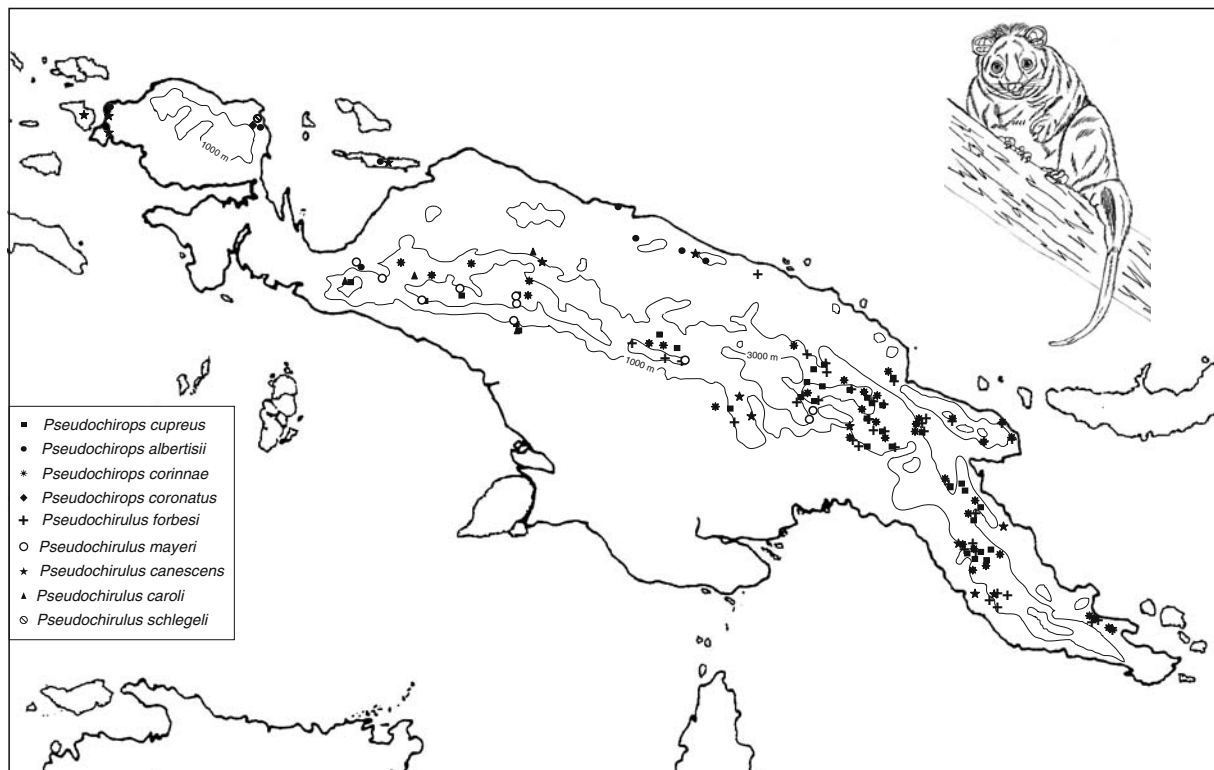 1000 m
3000 m
1000 m
Pseudochirops cupreus
Pseudochirops albertisii
Pseudochirops corinnae
Pseudochirops coronatus
Pseudochirulus forbesi
Pseudochirulus mayeri
Pseudochirulus canescens
Pseudochirulus caroli
Pseudochirulus schlegeli